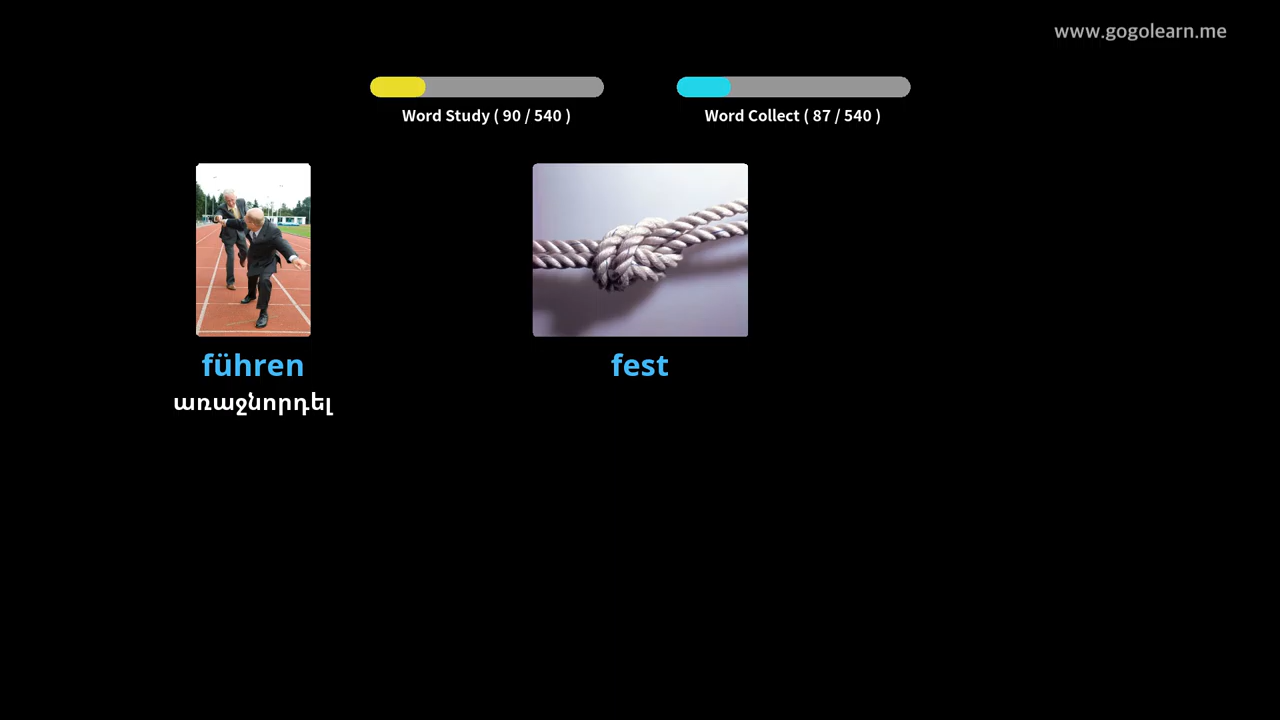 www.gogolearn.me
Word Study ( 90 / 540 )
Word Collect ( 87 / 540 )
führen
fest
առաջնորդել